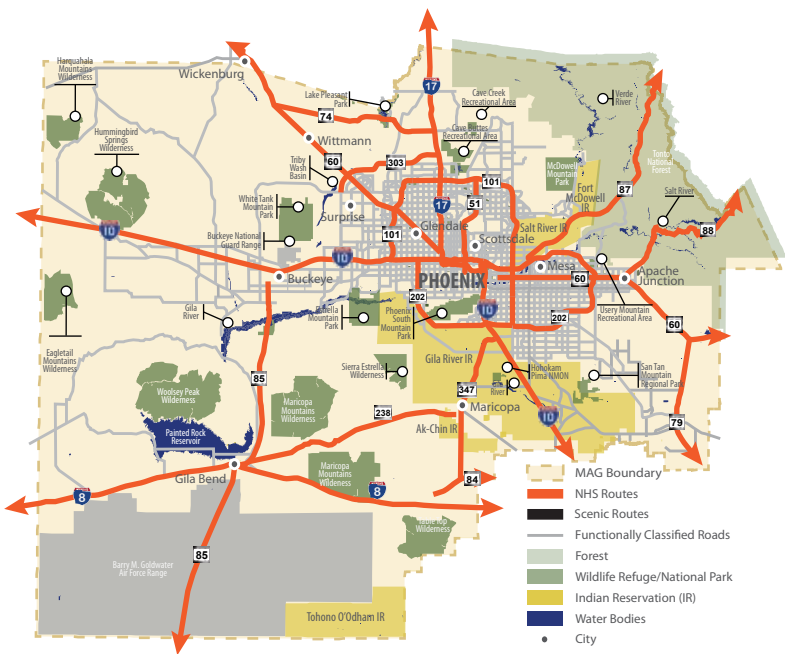 Harquahala
Mountains
Wilderness
Wickenburg
17
Lake Pleasant
Park
Cave Creek
Recreational Area
Verde
River
74
Hummingbird
Springs
Wilderness
Cave Buttes
Recreational Area
Wittmann
60
303
Triby
Wash
Basin
McDowell
Mountain
Park
Tonto
National
Forest
101
Fort
McDowell
IR
87
Salt River
White Tank
Mountain
Park
Surprise
17
51
88
10
101
Glendale
Salt River IR
Scottsdale
Buckeye National
Guard Range
10
Buckeye
PHOENIX
Mesa
60
Apache
Junction
202
Gila
River
Mountain
Park
Phoenix
South
Mountain
Park
10
202
Usery Mountain
Recreational Area
60
Eagletail
Mountains
Wilderness
Gila River IR
Sierra Estrella
Wilderness
85
Woolsey Peak
Wilderness
Hohokam
Pima NMON
River
San Tan
Mountain
Regional Park
347
Maricopa
Mountains
Wilderness
238
Maricopa
10
79
Painted Rock
Reservoir
Ak-Chin IR
Gila Bend
Maricopa
Mountains
Wildeness
84
8
8
Table Top
Wilderness
85
Barry M. Goldwater
Air Force Range
Tohono O'Odham IR
MAG Boundary
NHS Routes
Scenic Routes
Functionally Classified Roads
Forest
Wildlife Refuge/National Park
Indian Reservation (IR)
Water Bodies
City